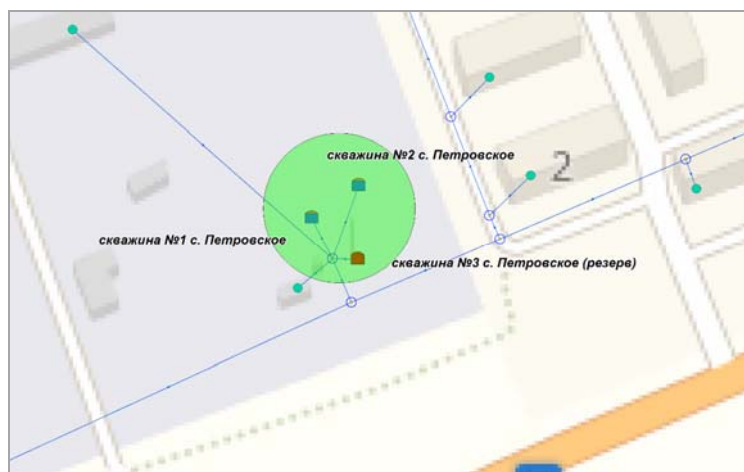 скважина №2 с. Петровское
2
скважина №1 с. Петровское
скважина №3 с. Петровское (резерв)